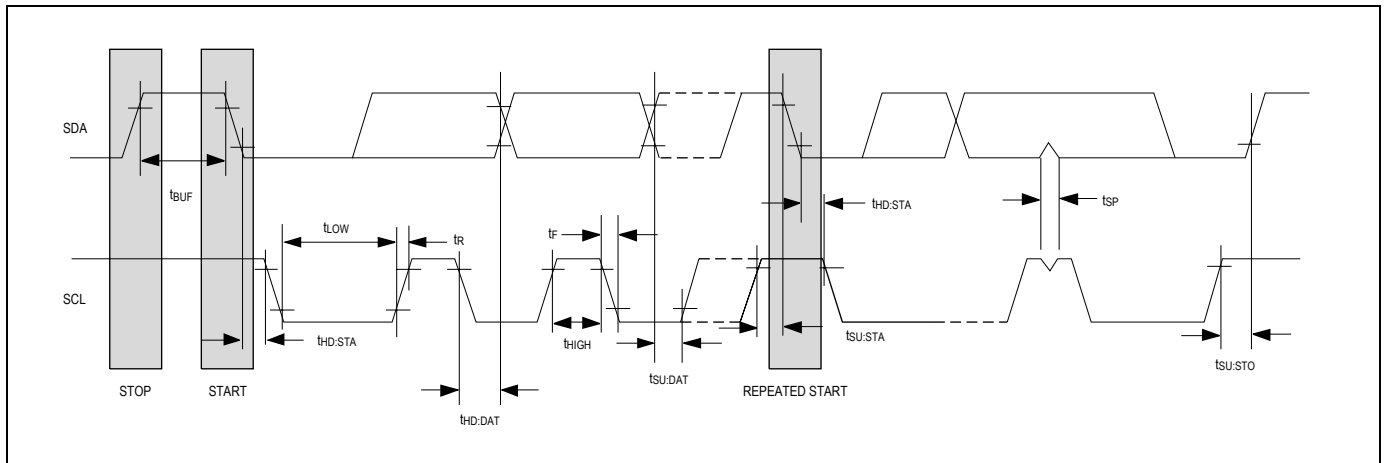 SDA
tBUF
tHD:STA
tSP
tLOW
tR
tF
SCL
tHD:STA
tHIGH
tSU:STA
tSU:DAT
tSU:STO
STOP
START
REPEATED START
tHD:DAT